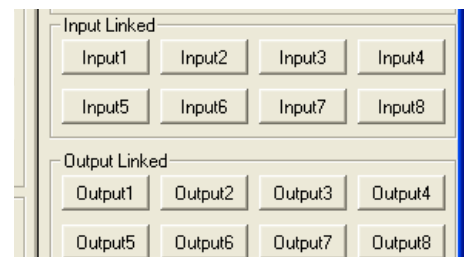 Input Linked
Input1 Input2 Input3 Input4
Input5 Input6 Input7 Input8
Output Linked
Output1 Output2 Output3 Output4
Output5 Output6 Output7 Output8